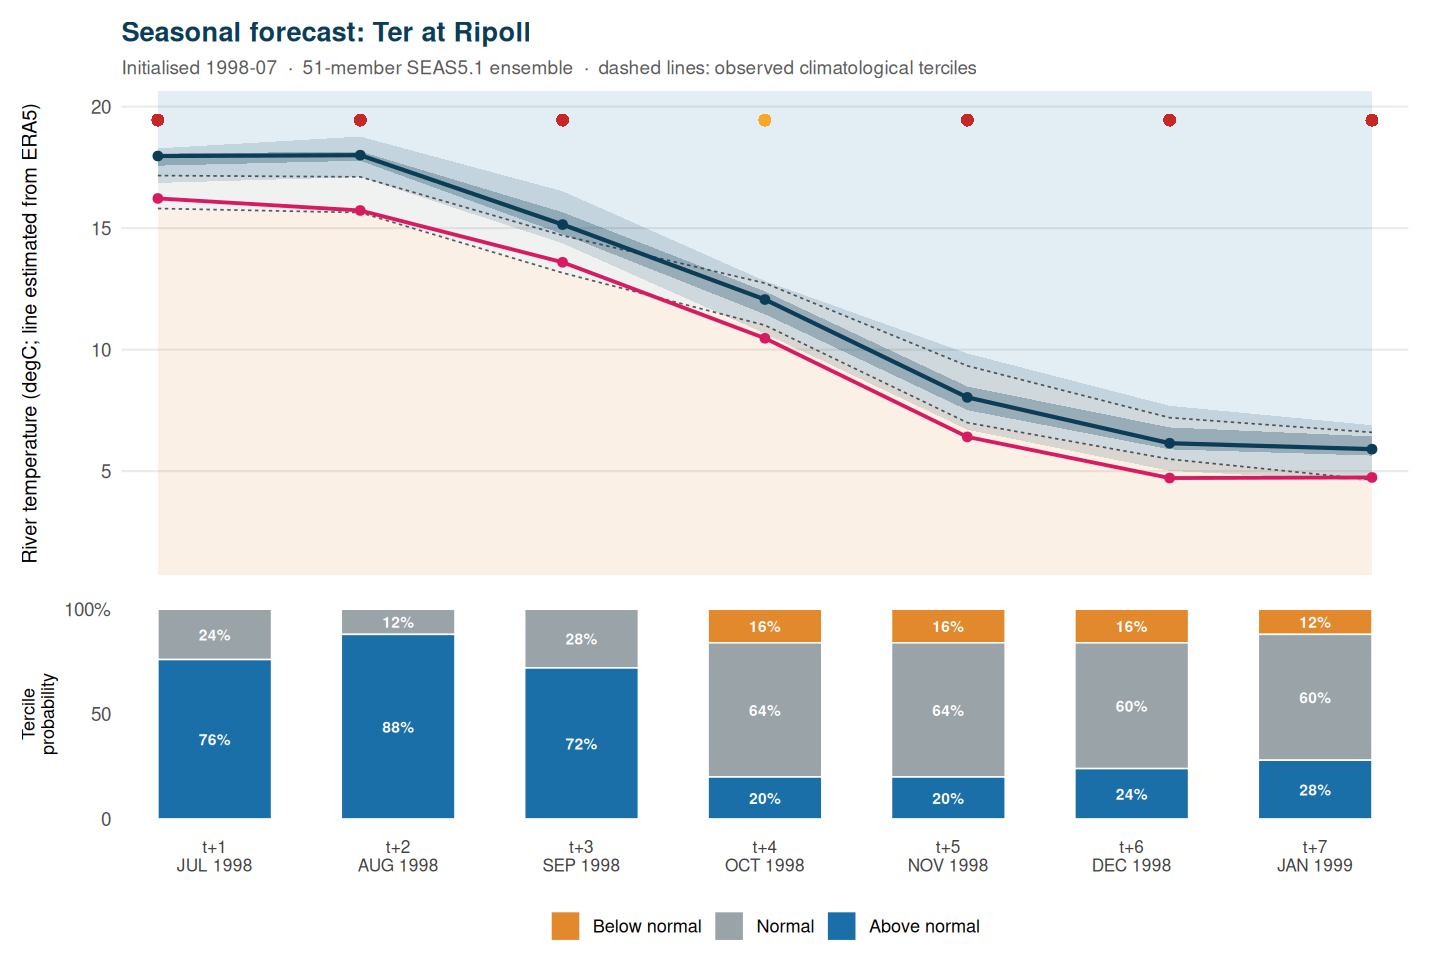 Seasonal forecast: Ter at Ripoll
Initialised 1998-07 · 51-member SEAS5.1 ensemble · dashed lines: observed climatological terciles
River temperature (degC; line estimated from ERA5)
20
15
10
5
Tercile
probability
100%
50
0
24%
76%
12%
88%
28%
72%
16%
64%
20%
16%
64%
20%
16%
60%
24%
12%
60%
28%
t+1
JUL 1998
t+2
AUG 1998
t+3
SEP 1998
t+4
OCT 1998
t+5
NOV 1998
t+6
DEC 1998
t+7
JAN 1999
Below normal
Normal
Above normal